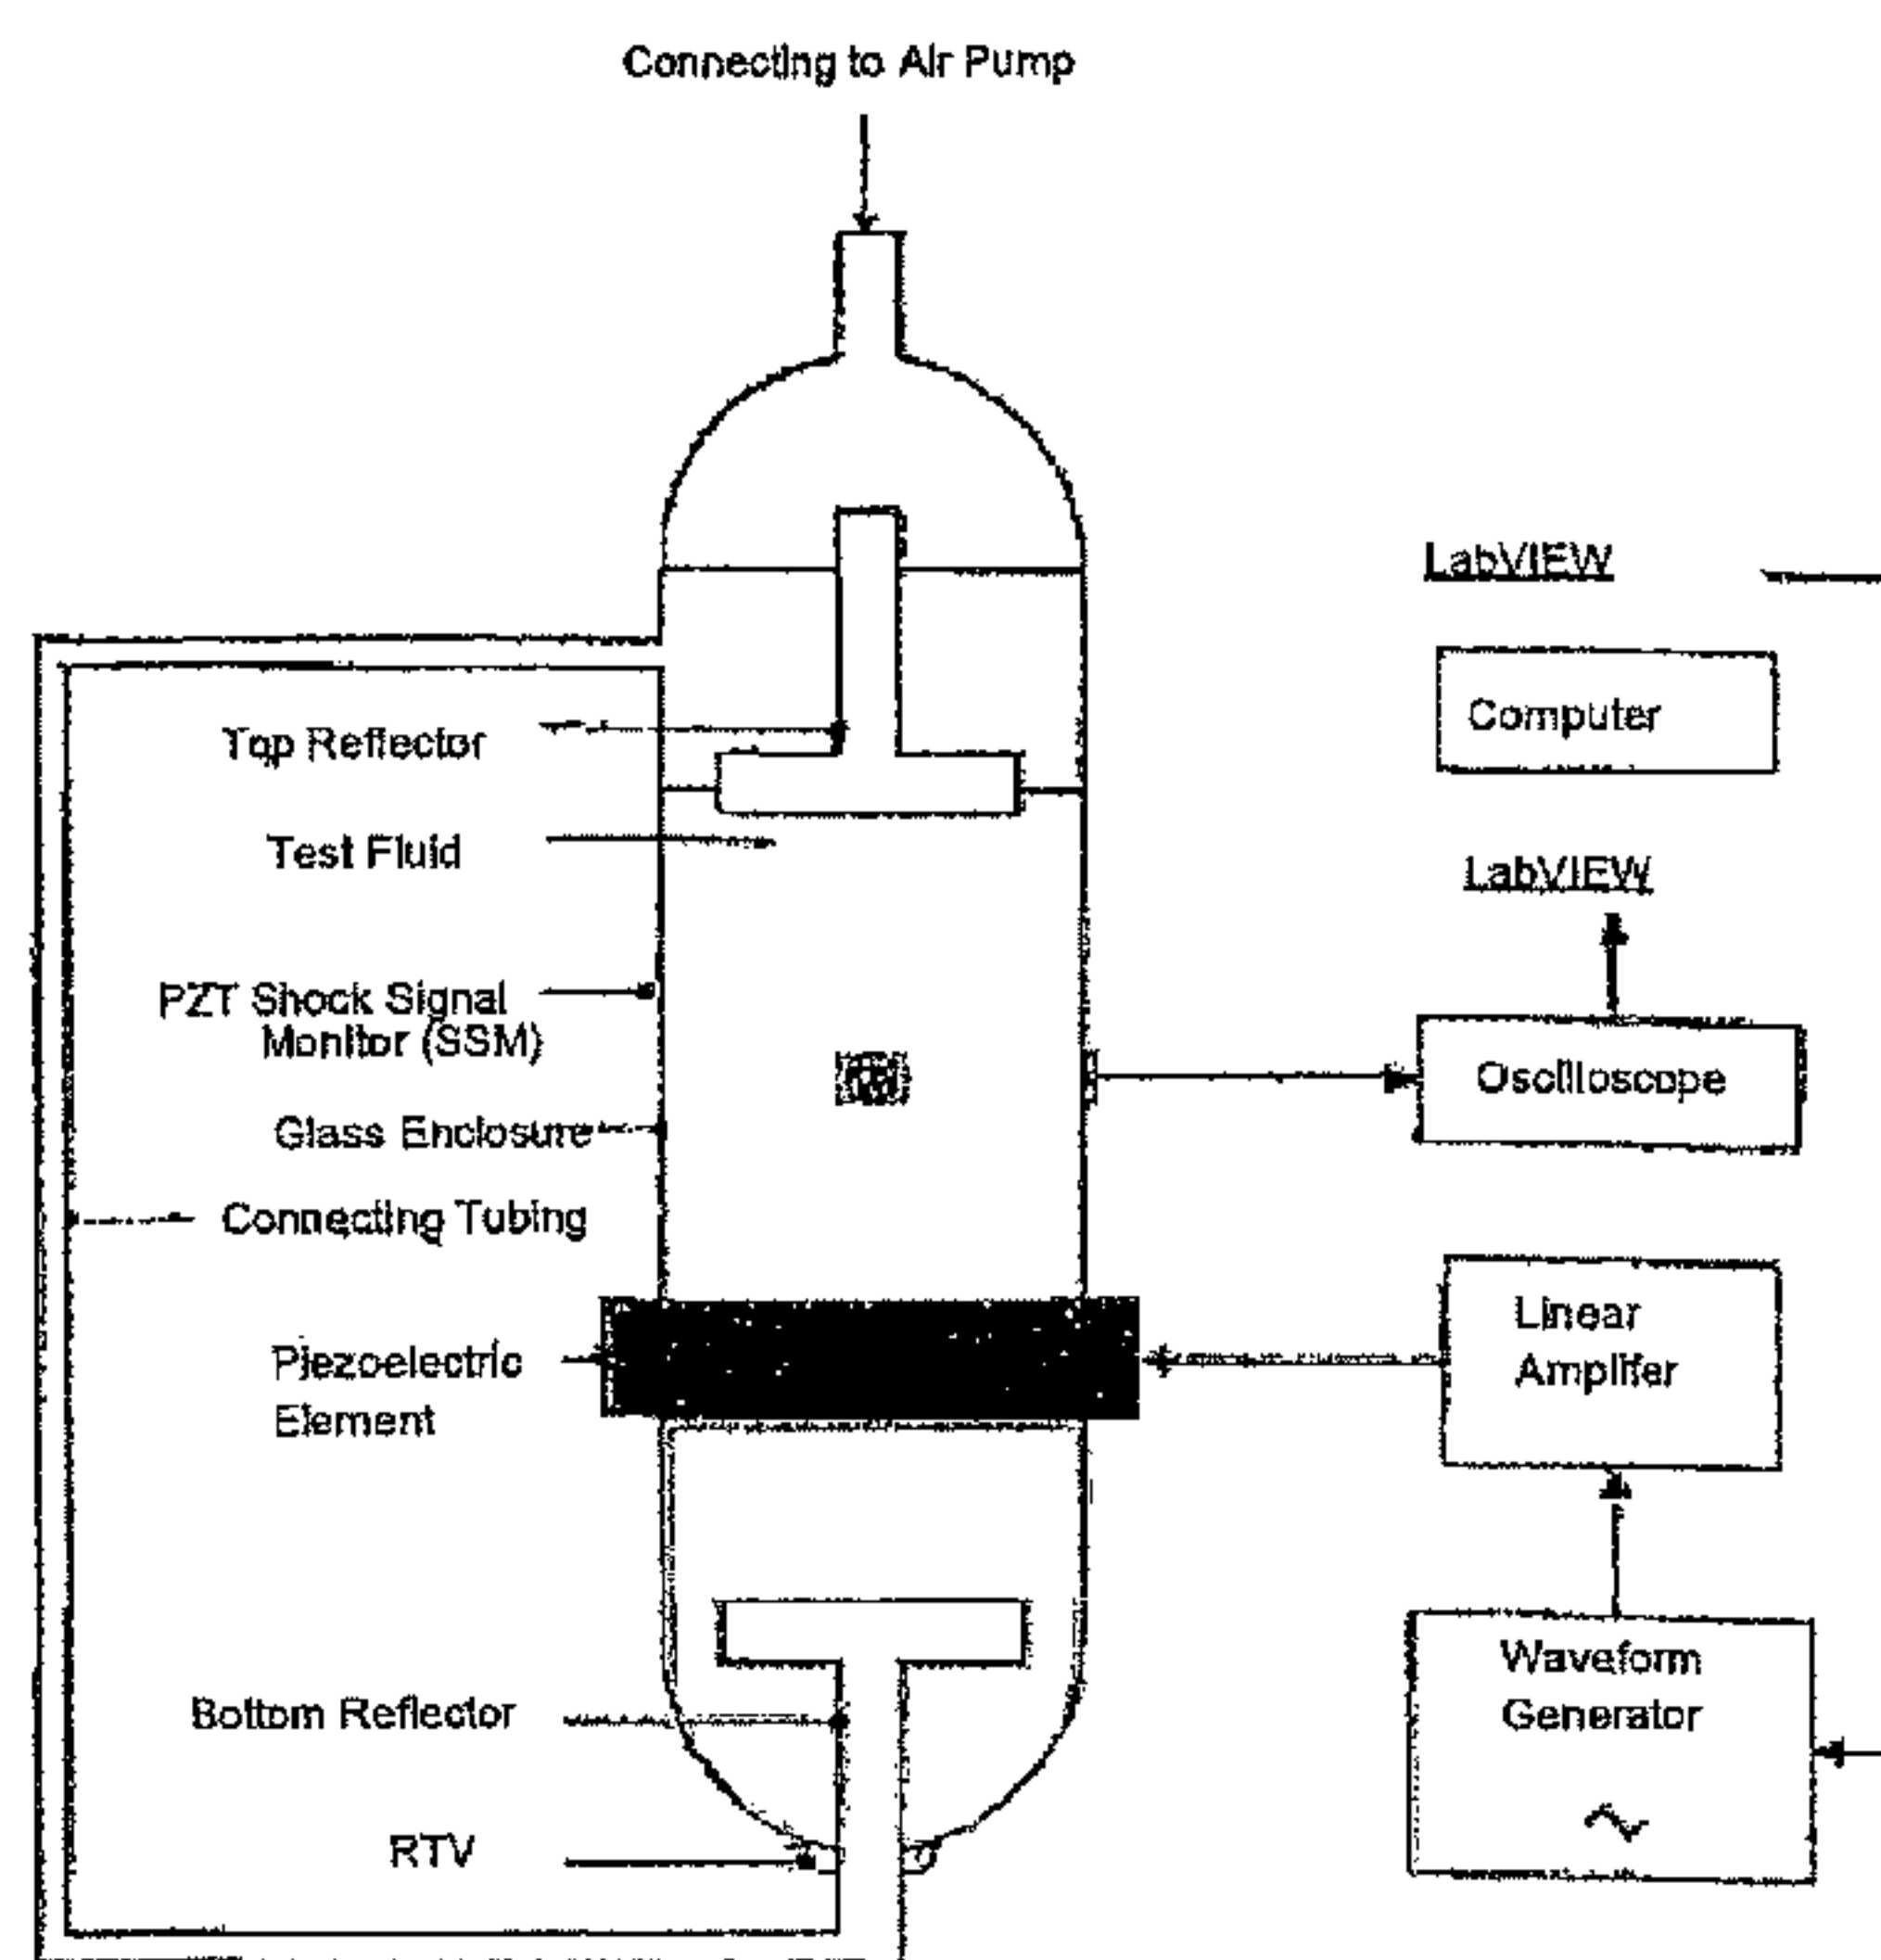 Connecting to Air Pump
LabVIEW
Computer
Top Reflector
Test Fluid
LabVIEW
PZT Shock Signal
Monitor (SSM)
Oscilloscope
Glass Enclosure
Connecting Tubing
Linear
Amplifer
Piezoelectric
Element
Waveform
Generator
Bottom Reflector
RTV